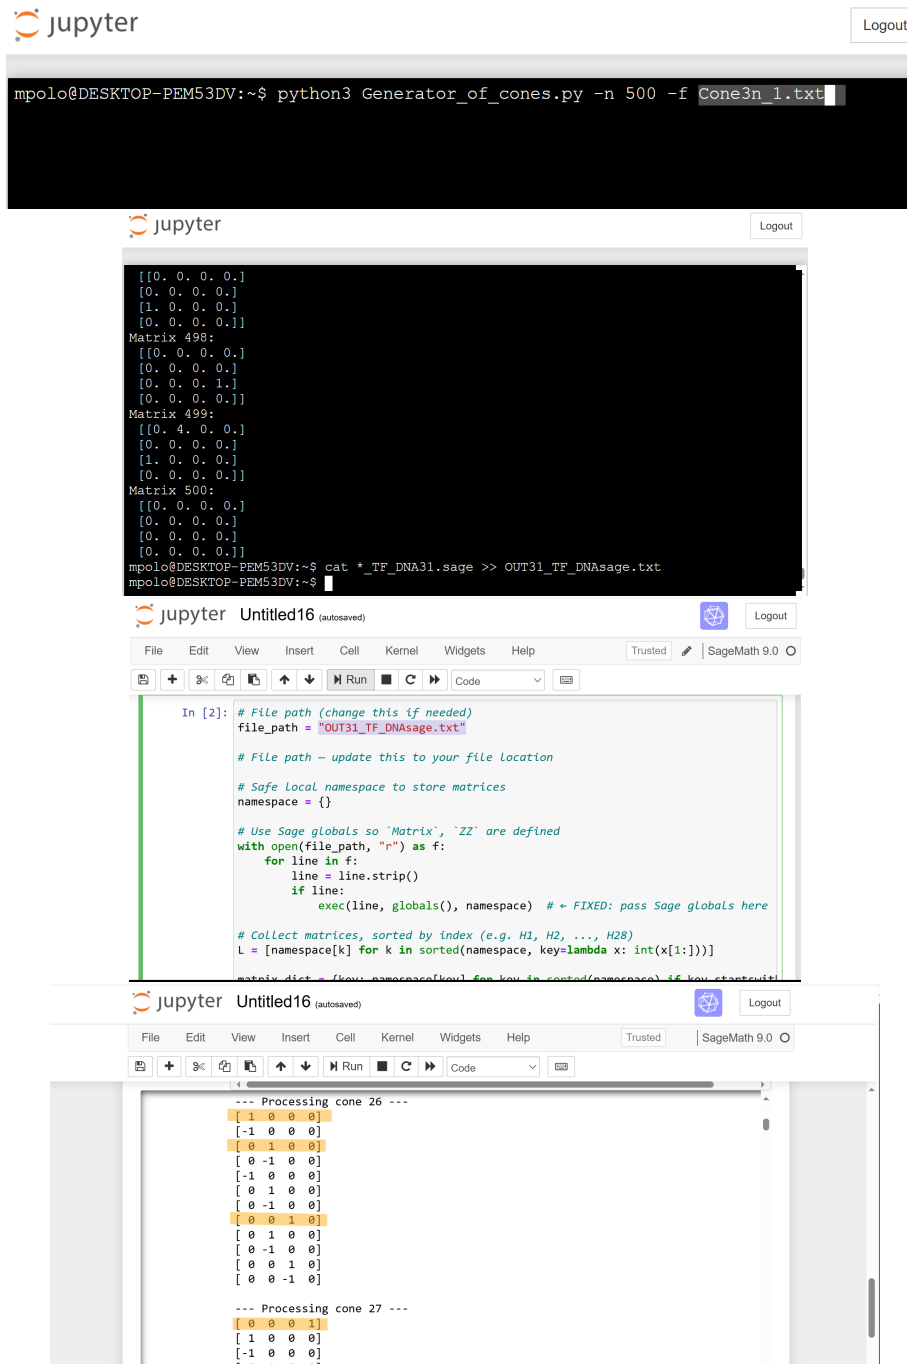 jupyter
Logout
mpolo@DESKTOP-PEM53DV:~$ python3 Generator_of_cones.py -n 500 -f Cone3n_1.txt
jupyter
Logout
[[0. 0. 0. 0.]
[0. 0. 0. 0.]
[1. 0. 0. 0.]
[0. 0. 0. 0.]]
Matrix 498:
[[0. 0. 0. 0.]
[0. 0. 0. 0.]
[0. 0. 0. 1.]
[0. 0. 0. 0.]]
Matrix 499:
[[0. 4. 0. 0.]
[0. 0. 0. 0.]
[1. 0. 0. 0.]
[0. 0. 0. 0.]]
Matrix 500:
[[0. 0. 0. 0.]
[0. 0. 0. 0.]
[0. 0. 0. 0.]
[0. 0. 0. 0.]]
mpolo@DESKTOP-PEM53DV:~$ cat *_TF_DNA31.sage >> OUT31_TF_DNAsage.txt
mpolo@DESKTOP-PEM53DV:~$
jupyter Untitled16 (autosaved)
Logout
File Edit View Insert Cell Kernel Widgets Help Trusted SageMath 9.0
Run Code
In [2]: # File path (change this if needed)
file_path = "OUT31_TF_DNAsage.txt"
# File path — update this to your file location
# Safe local namespace to store matrices
namespace = {}
# Use Sage globals so `Matrix`, `ZZ` are defined
with open(file_path, "r") as f:
for line in f:
line = line.strip()
if line:
exec(line, globals(), namespace) # ← FIXED: pass Sage globals here
# Collect matrices, sorted by index (e.g. H1, H2, ..., H28)
L = [namespace[k] for k in sorted(namespace, key=lambda x: int(x[1:]))]
matrix_dict = {key: namespace[key] for key in sorted(namespace) if key.startswith
jupyter Untitled16 (autosaved)
Logout
File Edit View Insert Cell Kernel Widgets Help Trusted SageMath 9.0
Run Code
--- Processing cone 26 ---
[ 1 0 0 0]
[-1 0 0 0]
[ 0 1 0 0]
[ 0 -1 0 0]
[-1 0 0 0]
[ 0 1 0 0]
[ 0 -1 0 0]
[ 0 0 1 0]
[ 0 1 0 0]
[ 0 -1 0 0]
[ 0 0 1 0]
[ 0 0 -1 0]
--- Processing cone 27 ---
[ 0 0 0 1]
[ 1 0 0 0]
[-1 0 0 0]